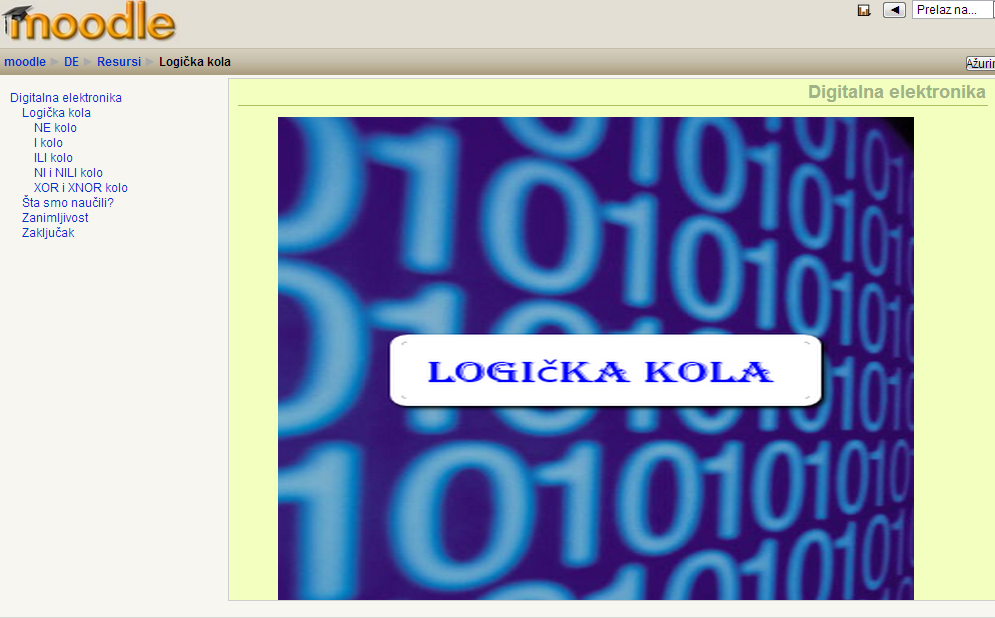 moodle
Prelaz na...
moodle ► DE ► Resursi ► Logička kola
Ažurir
Digitalna elektronika
Logička kola
NE kolo
I kolo
ILI kolo
NI i NILI kolo
XOR i XNOR kolo
Šta smo naučili?
Zanimljivost
Zaključak
Digitalna elektronika
LOGIčKA KOLA